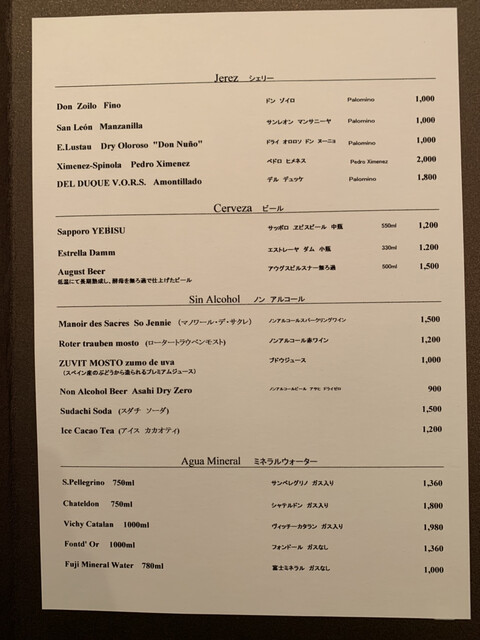 Jerez シェリー
Don Zoilo Fino ドン ゾイロ Palomino 1,000
San León Manzanilla サンレオン マンサニーヤ Palomino 1,000
E.Lustau Dry Oloroso "Don Nuño" ドライ オロロソ ドン ヌーニョ Palomino 1,000
Ximenez-Spinola Pedro Ximenez ペドロ ヒメネス Pedro Ximenez 2,000
DEL DUQUE V.O.R.S. Amontillado デル デュッケ Palomino 1,800
Cerveza ビール
Sapporo YEBISU サッポロ ヱビスビール 中瓶 550ml 1,200
Estrella Damm エストレーヤ ダム 小瓶 330ml 1.200
August Beer アウグスビルスナー無ろ過 500ml 1,500
低温にて長期熟成し、酵母を無ろ過で仕上げたビール
Sin Alcohol ノン アルコール
Manoir des Sacres So Jennie (マノワール・デ・サクレ) ノンアルコールスパークリングワイン 1,500
Roter trauben mosto (ロータートラウベンモスト) ノンアルコール赤ワイン 1,200
ZUVIT MOSTO zumo de uva ブドウジュース 1,000
(スペイン産のぶどうから造られるプレミアムジュース)
Non Alcohol Beer Asahi Dry Zero ノンアルコールビール アサヒ ドライゼロ 900
Sudachi Soda (スダチ ソーダ) 1,500
Ice Cacao Tea (アイス カカオティ) 1,200
Agua Mineral ミネラルウォーター
S.Pellegrino 750ml サンペレグリノ ガス入り 1,360
Chateldon 750ml シャテルドン ガス入り 1,800
Vichy Catalan 1000ml ヴィッチーカタラン ガス入り 1,980
Fontd' Or 1000ml フォンドール ガスなし 1,360
Fuji Mineral Water 780ml 富士ミネラル ガスなし 1,000